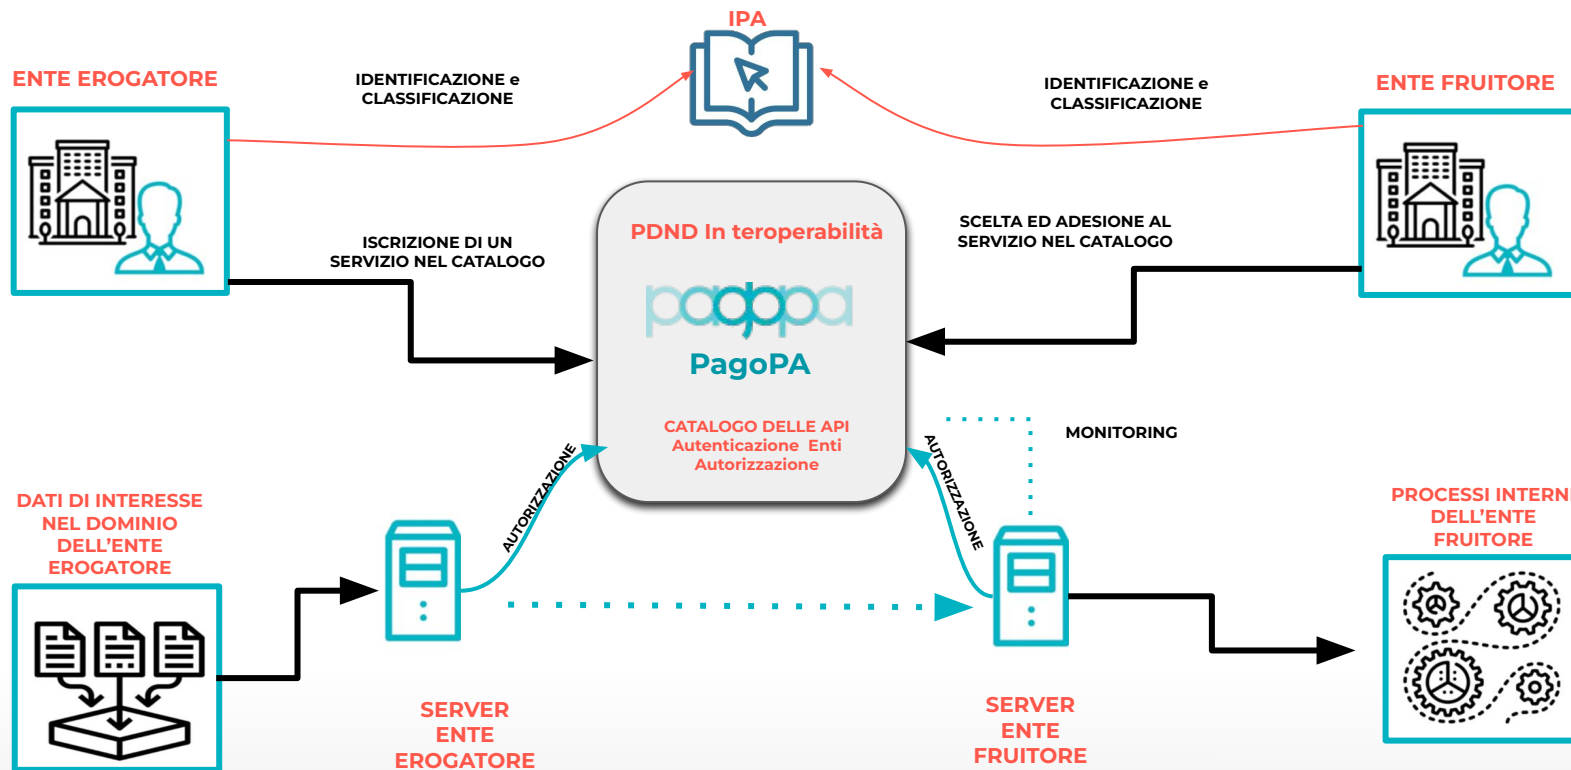 IPA
ENTE EROGATORE
IDENTIFICAZIONE e
CLASSIFICAZIONE
IDENTIFICAZIONE e
CLASSIFICAZIONE
ENTE FRUITORE
ISCRIZIONE DI UN
SERVIZIO NEL CATALOGO
PDND In teroperabilità
SCELTA ED ADESIONE AL
SERVIZIO NEL CATALOGO
pagopa
PagoPA
CATALOGO DELLE API
Autenticazione Enti
Autorizzazione
AUTORIZZAZIONE
AUTORIZZAZIONE
MONITORING
DATI DI INTERESSE
NEL DOMINIO
DELL'ENTE
EROGATORE
PROCESSI INTERNI
DELL'ENTE
FRUITORE
SERVER
ENTE
EROGATORE
SERVER
ENTE
FRUITORE